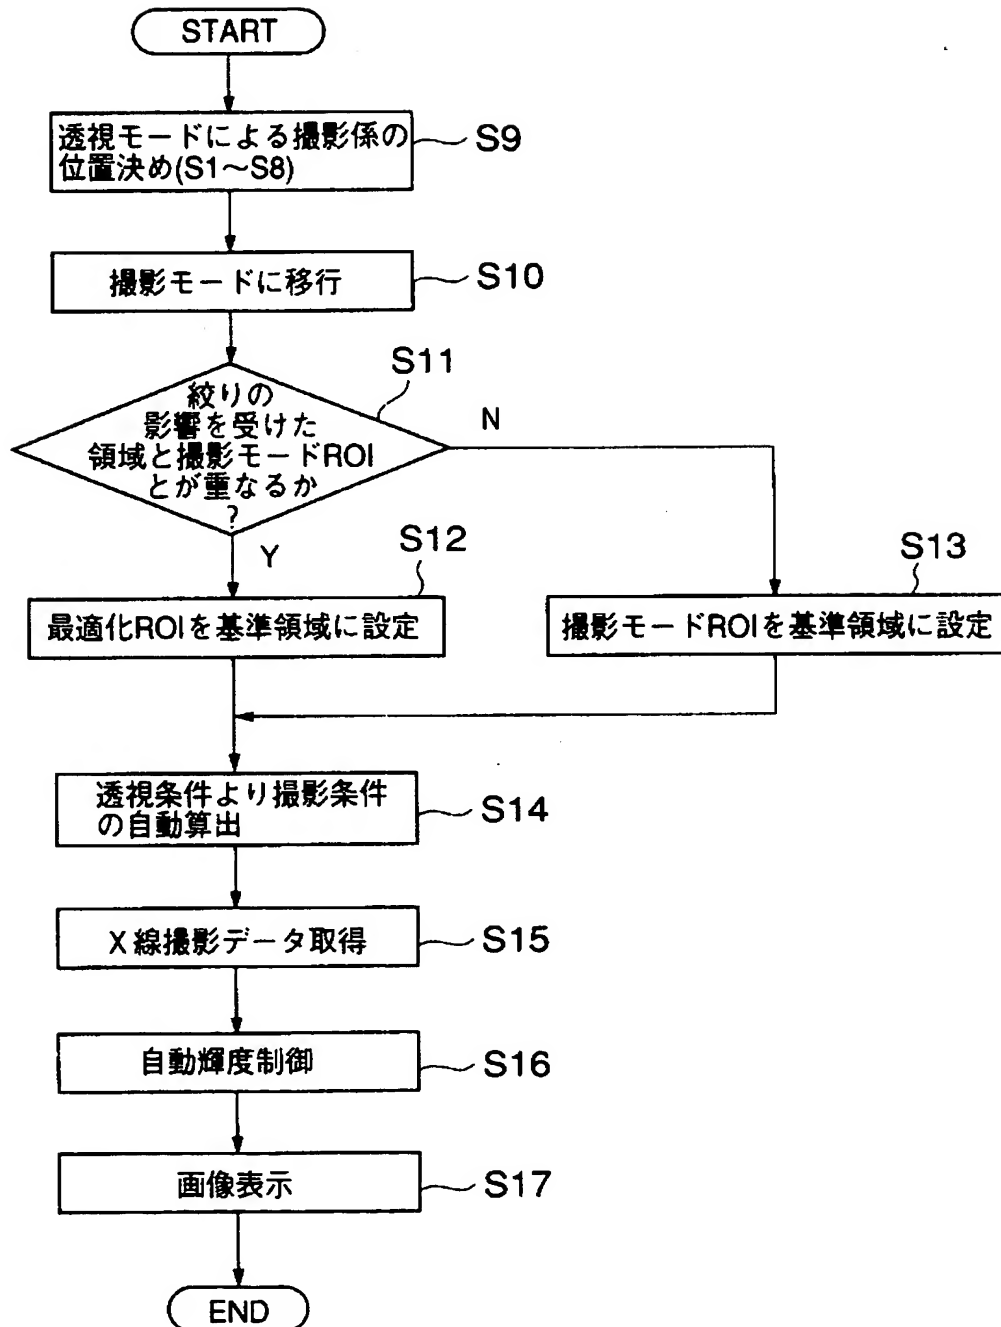 START
透視モードによる撮影係の
位置決め(S1～S8)
S9
撮影モードに移行
S10
S11
絞りの
影響を受けた
領域と撮影モードROI
とが重なるか
?
N
Y
S12
最適化ROIを基準領域に設定
S13
撮影モードROIを基準領域に設定
透視条件より撮影条件
の自動算出
S14
X線撮影データ取得
S15
自動輝度制御
S16
画像表示
S17
END